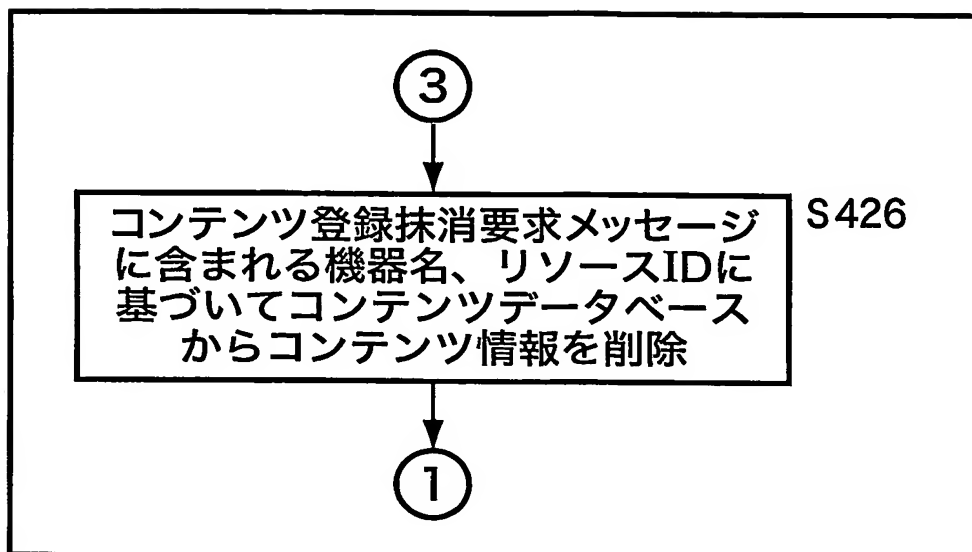 3
コンテンツ登録抹消要求メッセージ
に含まれる機器名、リソースIDに
基づいてコンテンツデータベース
からコンテンツ情報を削除
S426
1